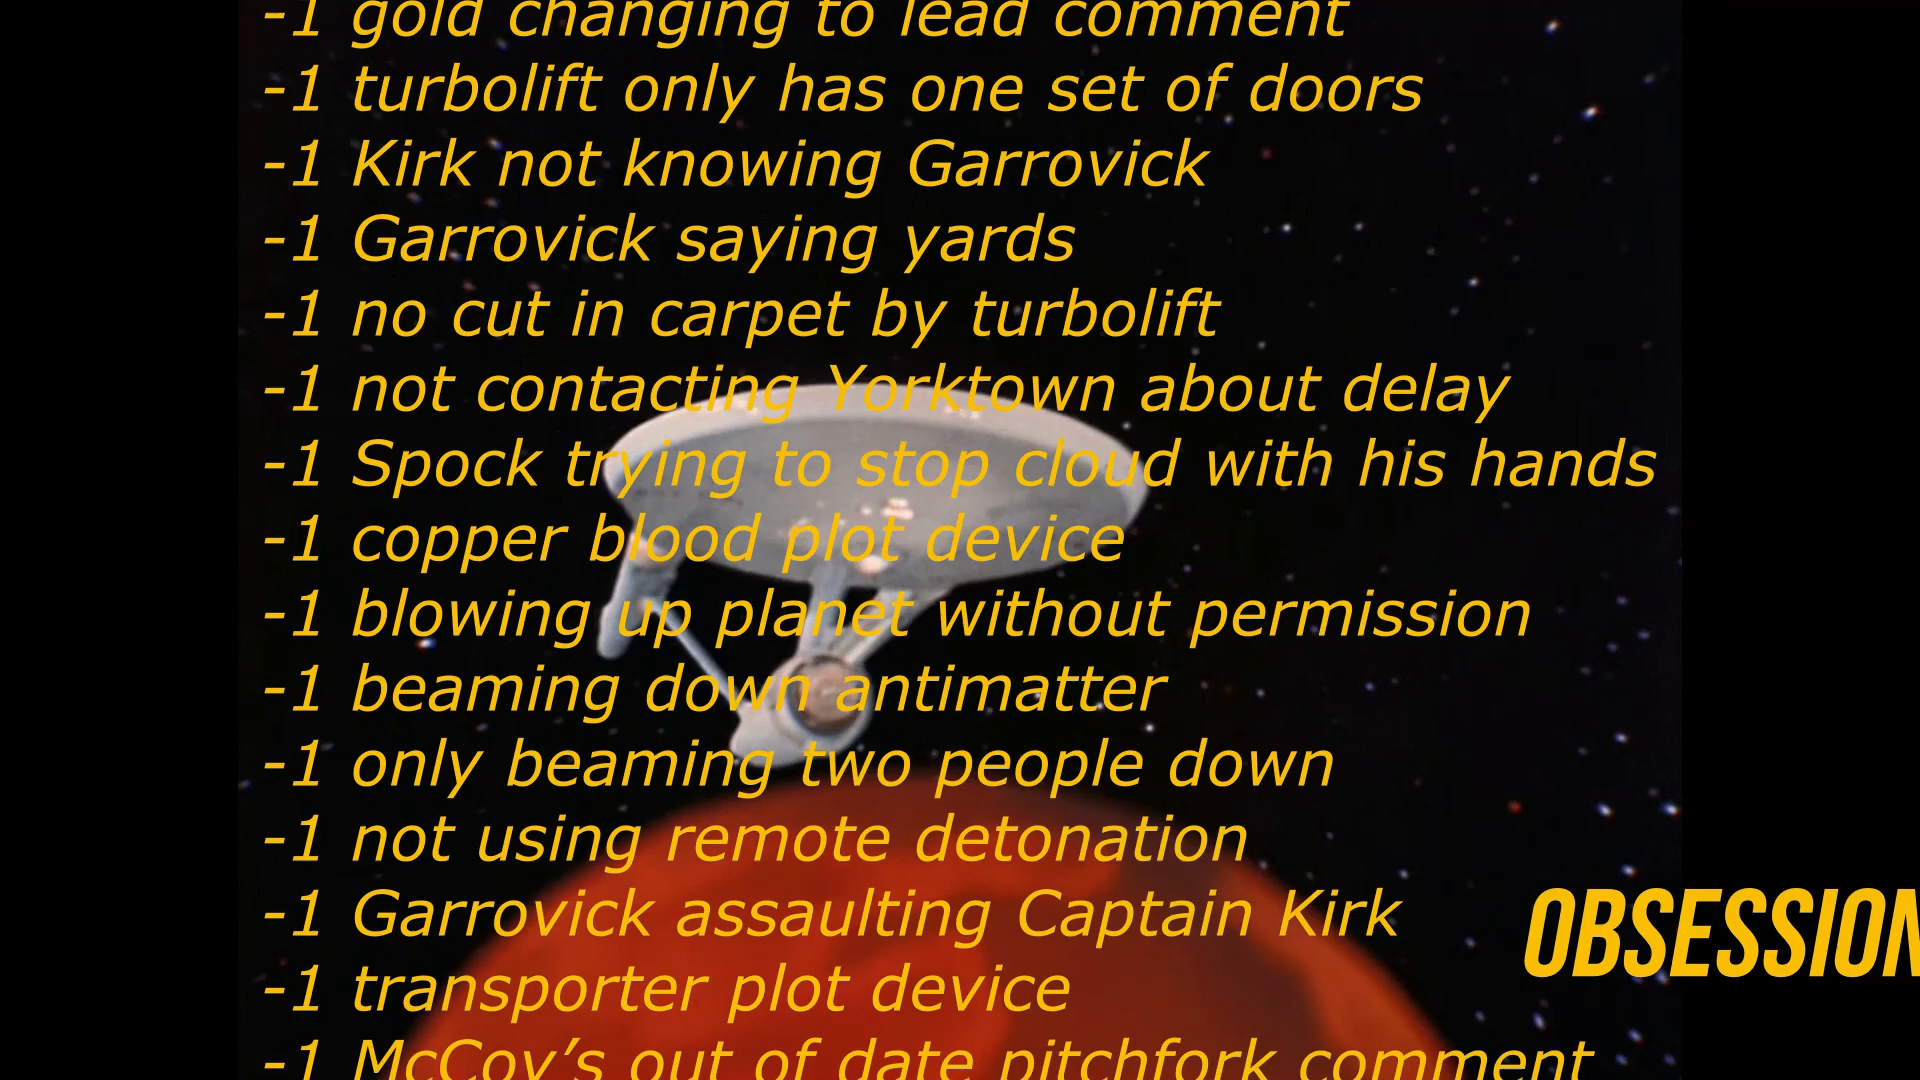 -1 gold changing to lead comment
-1 turbolift only has one set of doors
-1 Kirk not knowing Garrovick
-1 Garrovick saying yards
-1 no cut in carpet by turbolift
-1 not contacting Yorktown about delay
-1 Spock trying to stop cloud with his hands
-1 copper blood plot device
-1 blowing up planet without permission
-1 beaming down antimatter
-1 only beaming two people down
-1 not using remote detonation
-1 Garrovick assaulting Captain Kirk
OBSESSION
-1 transporter plot device
-1 McCoy’s out of date pitchfork comment